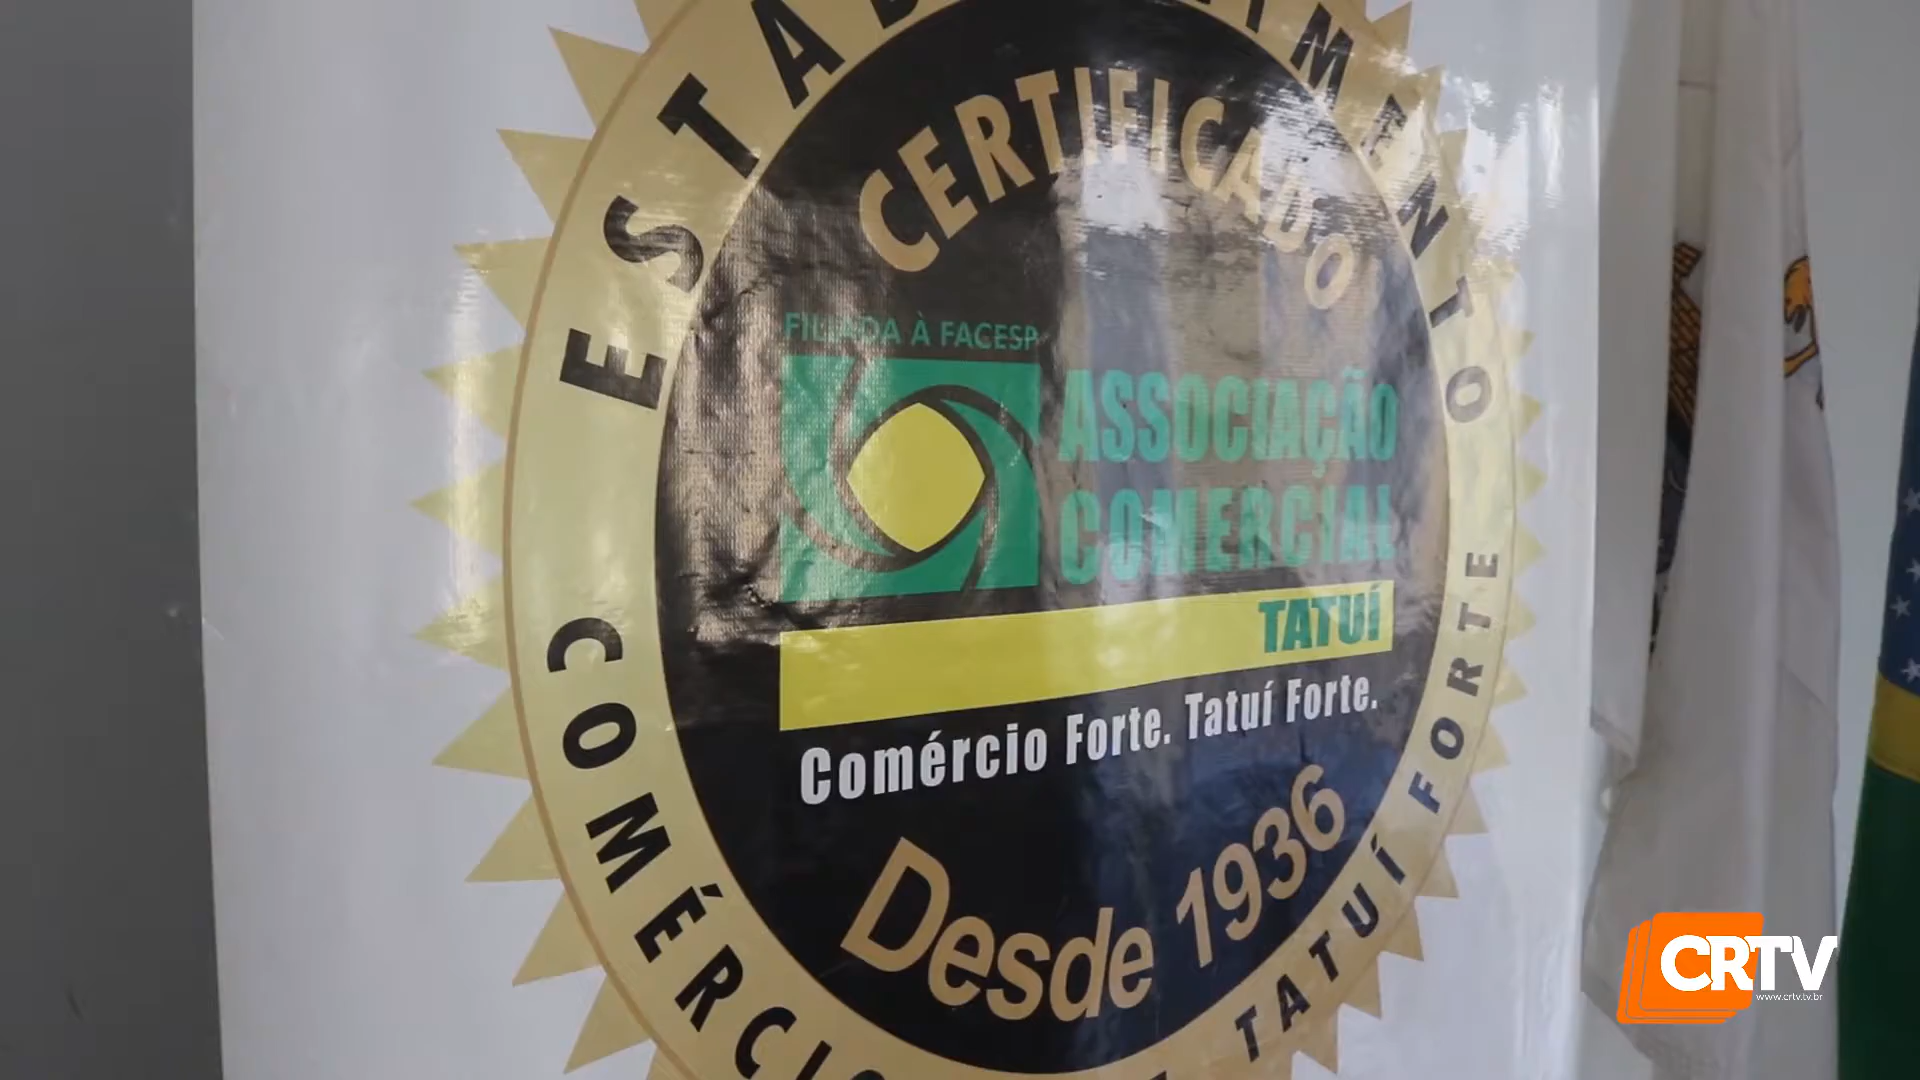 ESTABELECIMENTO
CERTIFICADO
FILIADA À FACESP
ASSOCIAÇÃO
COMERCIAL
TATUÍ
Comércio Forte. Tatuí Forte.
Desde 1936
COMÉRCIO TATUÍ FORTE
CRTV
www.crtv.tv.br